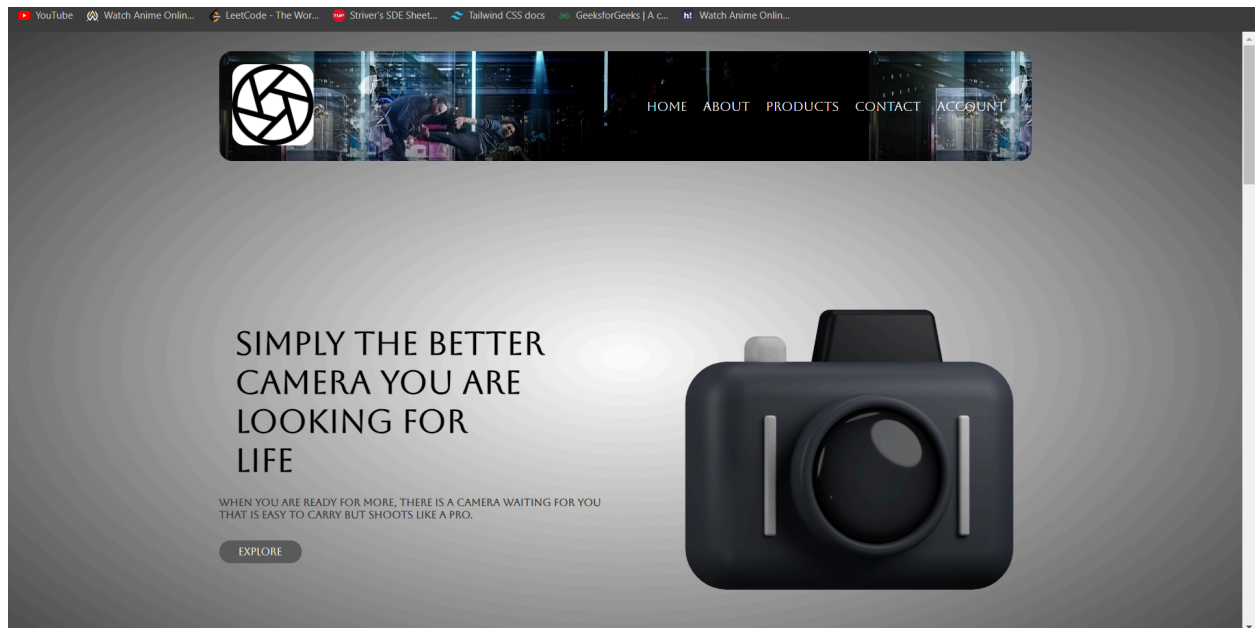 YouTube Watch Anime Onlin... LeetCode - The Wor... Striver's SDE Sheet... Tailwind CSS docs GeeksforGeeks | A c... h! Watch Anime Onlin...
HOME ABOUT PRODUCTS CONTACT ACCOUNT
SIMPLY THE BETTER
CAMERA YOU ARE
LOOKING FOR
LIFE
WHEN YOU ARE READY FOR MORE, THERE IS A CAMERA WAITING FOR YOU
THAT IS EASY TO CARRY BUT SHOOTS LIKE A PRO.
EXPLORE